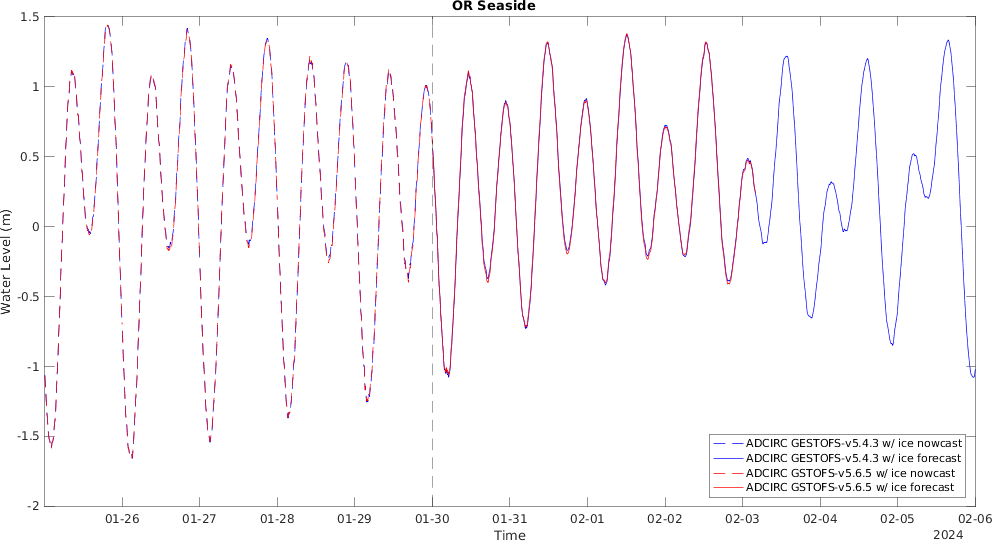 OR Seaside
1.5
1
0.5
0
-0.5
-1
-1.5
-2
Water Level (m)
ADCIRC GESTOFS-v5.4.3 w/ ice nowcast
ADCIRC GESTOFS-v5.4.3 w/ ice forecast
ADCIRC GSTOFS-v5.6.5 w/ ice nowcast
ADCIRC GSTOFS-v5.6.5 w/ ice forecast
01-26 01-27 01-28 01-29 01-30 01-31 02-01 02-02 02-03 02-04 02-05 02-06
Time
2024